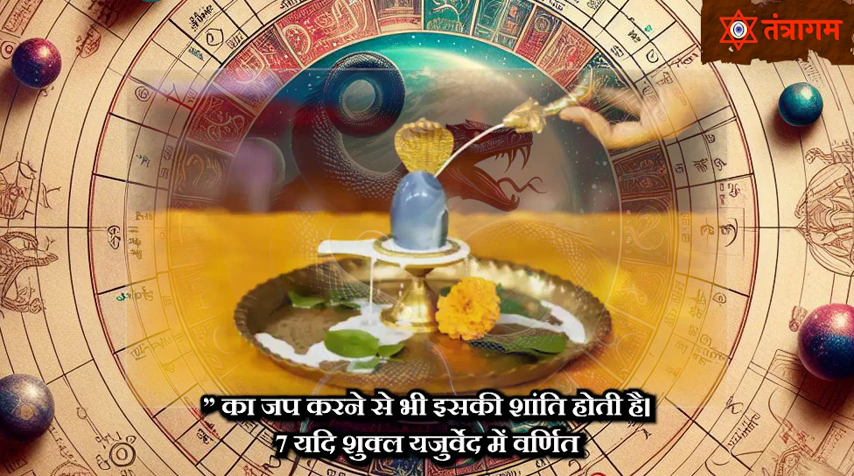 तंत्रागम
” का जप करने से भी इसकी शांति होती है।
7 यदि शुक्ल यजुर्वेद में वर्णित